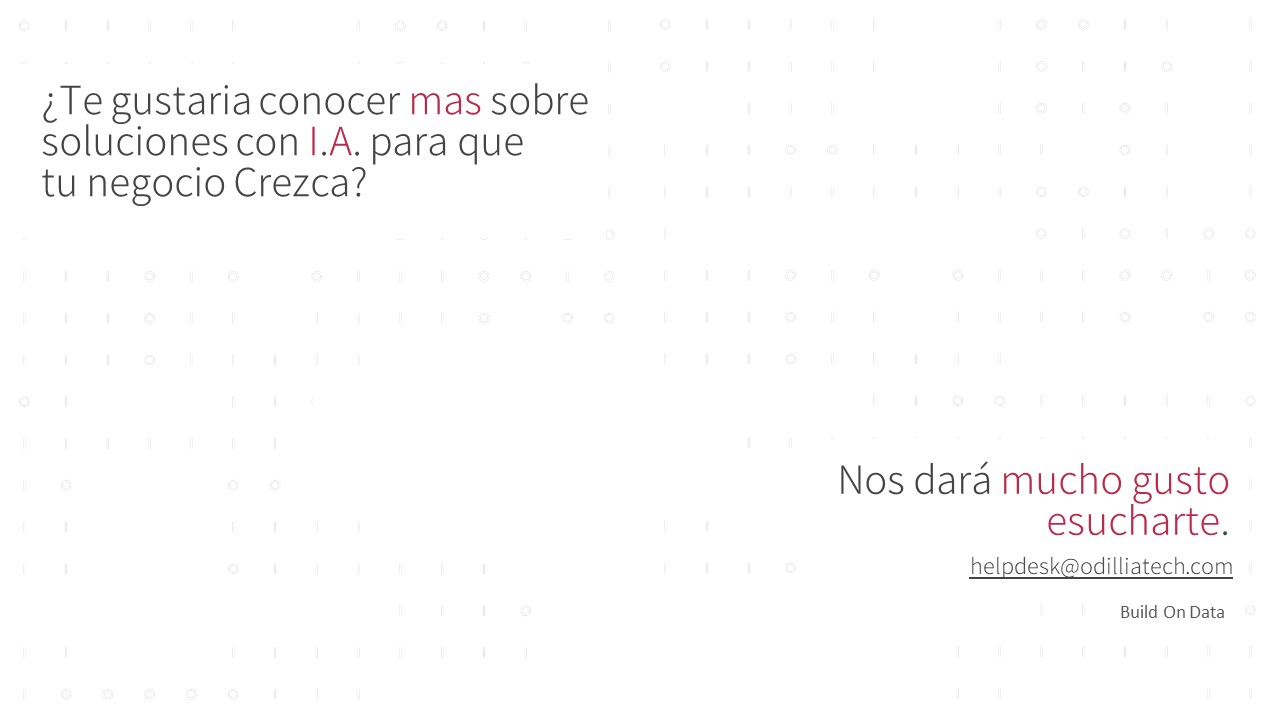 ¿Te gustaria conocer mas sobre
soluciones con I.A. para que
tu negocio Crezca?
Nos dará mucho gusto
esucharte.
helpdesk@odilliatech.com
Build On Data